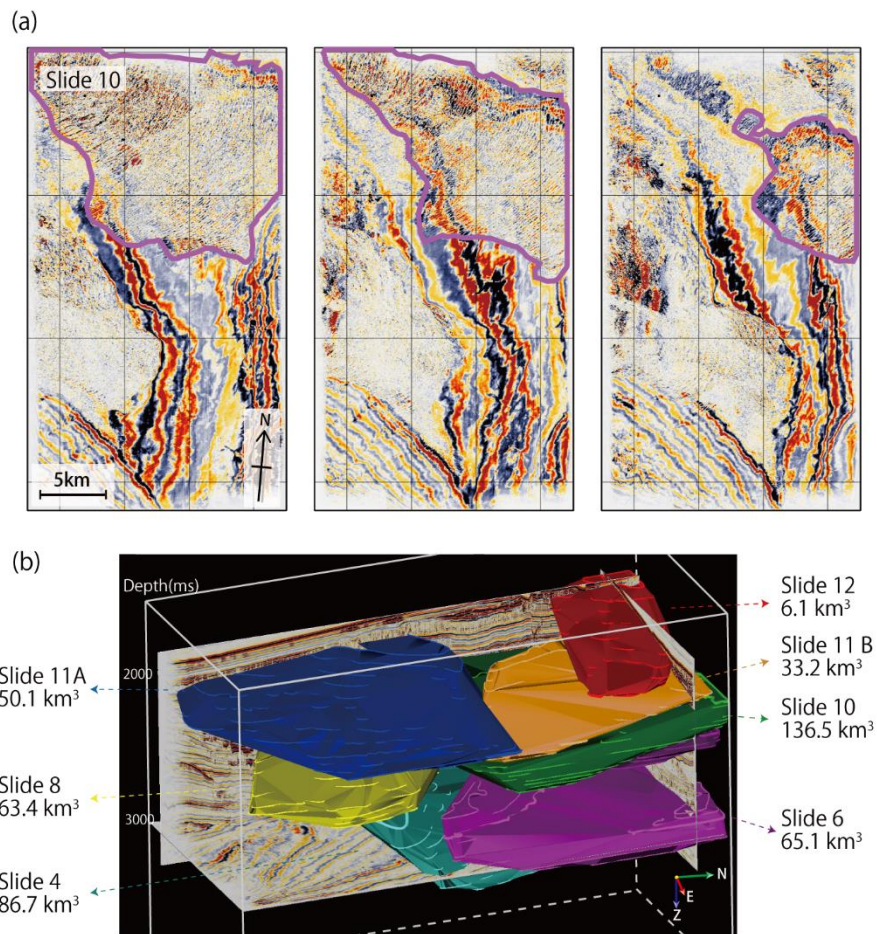 (a)
Slide 10
N
5km
(b)
Depth(ms)
2000
3000
Slide 11A
50.1 km³
Slide 8
63.4 km³
Slide 4
86.7 km³
Slide 12
6.1 km³
Slide 11 B
33.2 km³
Slide 10
136.5 km³
Slide 6
65.1 km³
N
E
Z